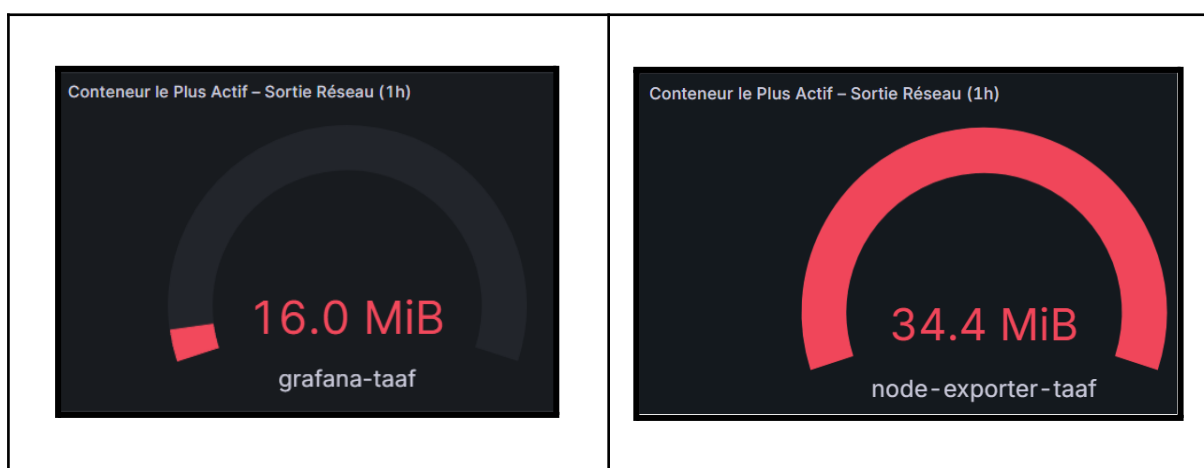 Conteneur le Plus Actif – Sortie Réseau (1h)
16.0 MiB
grafana-taaf
Conteneur le Plus Actif – Sortie Réseau (1h)
34.4 MiB
node-exporter-taaf